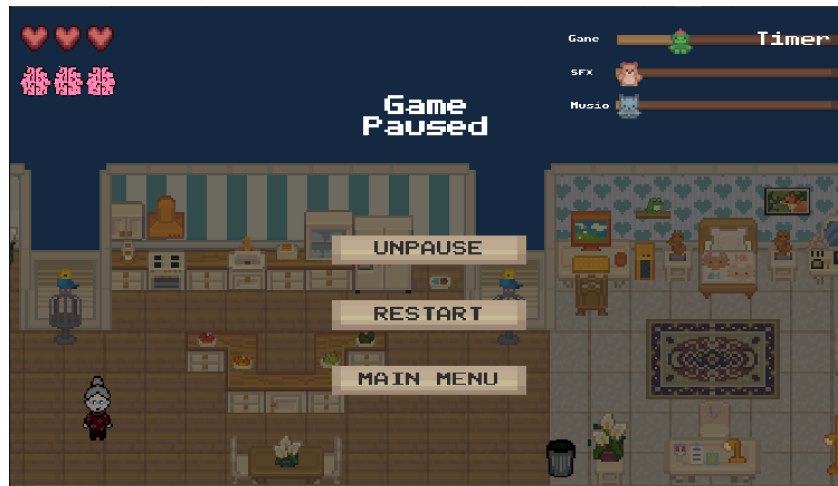 Game
Timer
SFX
Music
Game
Paused
UNPAUSE
RESTART
MAIN MENU